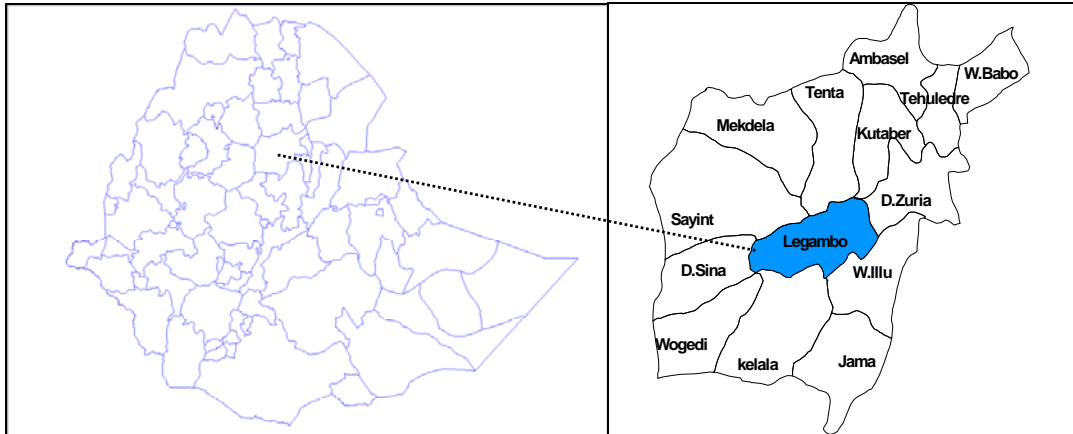 Ambasel
W.Babo
Tenta
Tehuledre
Mekdela
Kutaber
D.Zuria
Sayint
Legambo
D.Sina
W.Illu
Wogedi
kelala
Jama